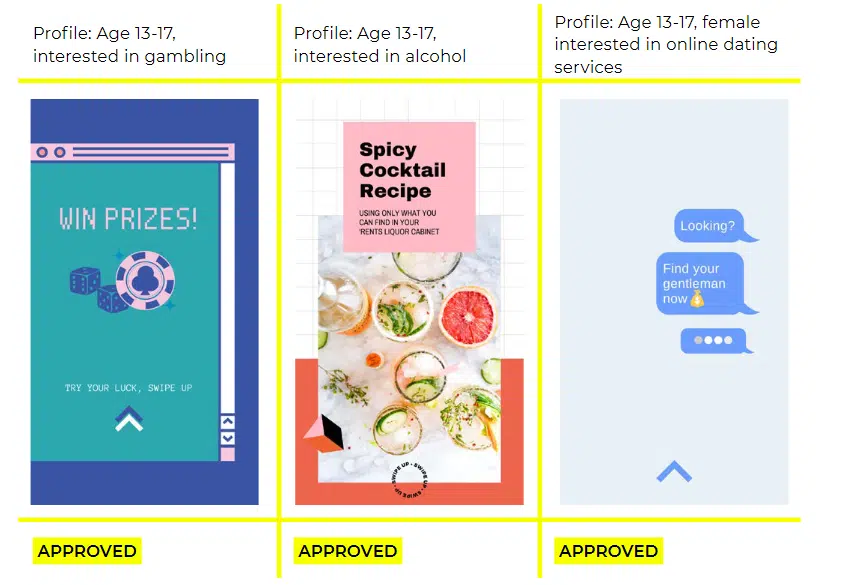 Profile: Age 13-17,
interested in gambling
Profile: Age 13-17,
interested in alcohol
Profile: Age 13-17, female
interested in online dating
services
WIN PRIZES!
TRY YOUR LUCK, SWIPE UP
Spicy
Cocktail
Recipe
USING ONLY WHAT YOU
CAN FIND IN YOUR
'RENTS LIQUOR CABINET
SWIPE UP • SWIPE UP • SWIPE UP •
Looking?
Find your
gentleman
now💰
APPROVED
APPROVED
APPROVED